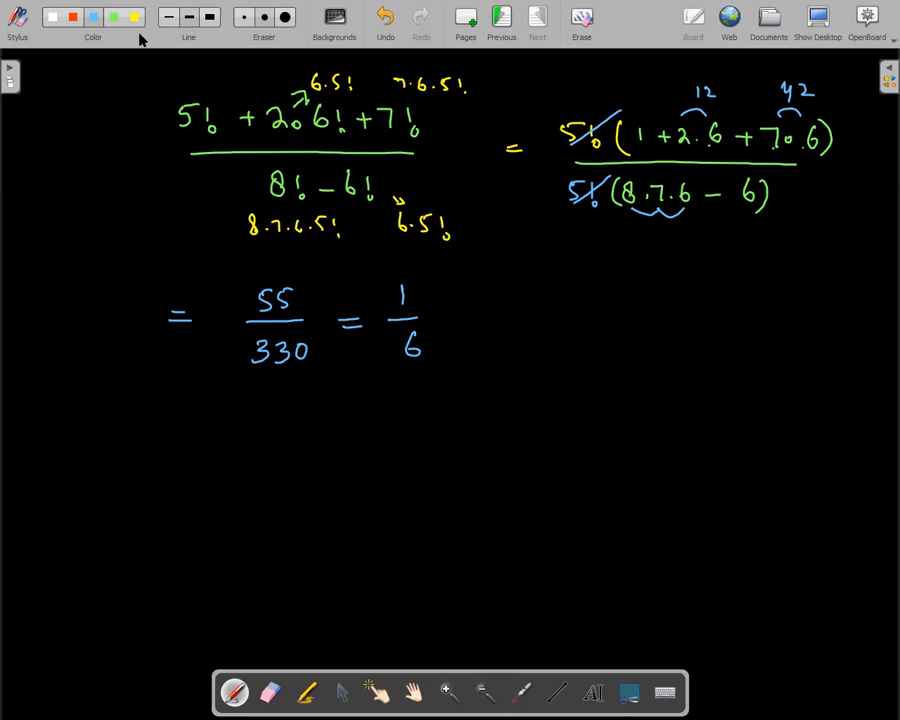 Stylus Color Line Eraser Backgrounds Undo Redo Pages Previous Next Erase Board Web Documents Show Desktop OpenBoard
6.5! 7.6.5! 12 42
5! + 2.6! + 7! = 5!(1 + 2.6 + 7.6)
8! - 6! 5!(8.7.6 - 6)
8.7.6.5! 6.5!
= 55 = 1
330 6
AI